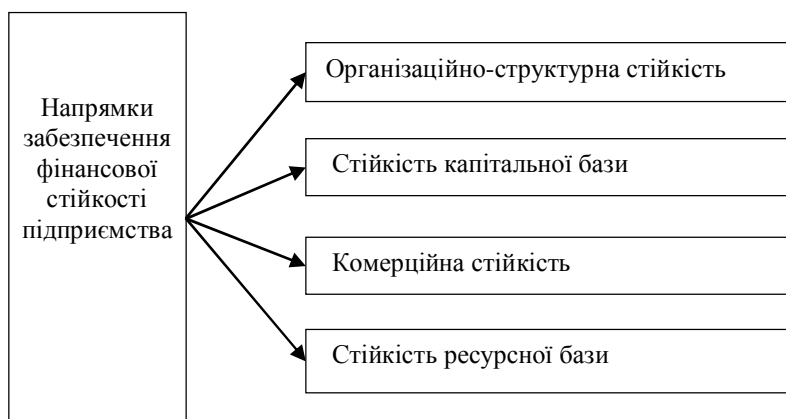 Напрямки
забезпечення
фінансової
стійкості
підприємства
Організаційно-структурна стійкість
Стійкість капітальної бази
Комерційна стійкість
Стійкість ресурсної бази